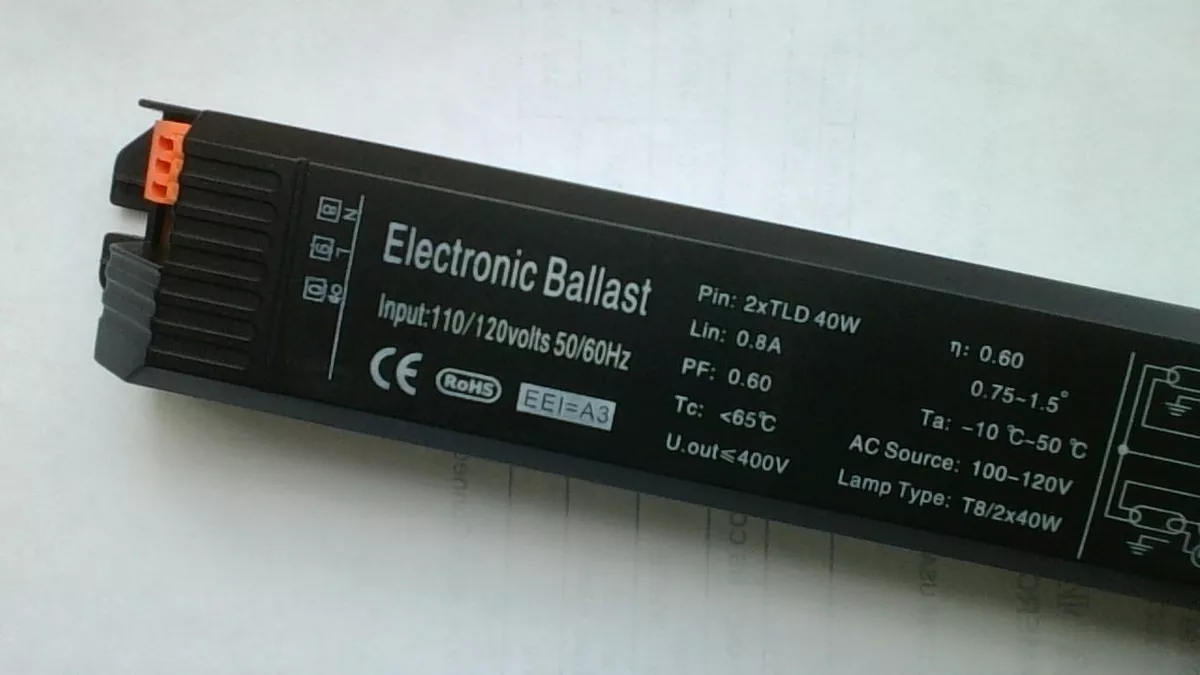 N
L
Electronic Ballast
Input:110/120volts 50/60Hz
CE
RoHS
EEI=A3
Pin: 2xTLD 40W
Lin: 0.8A
PF: 0.60
Tc: <65℃
U.out≤400V
η: 0.60
0.75-1.5°
Ta: -10 ℃-50 ℃
AC Source: 100-120V
Lamp Type: T8/2x40W